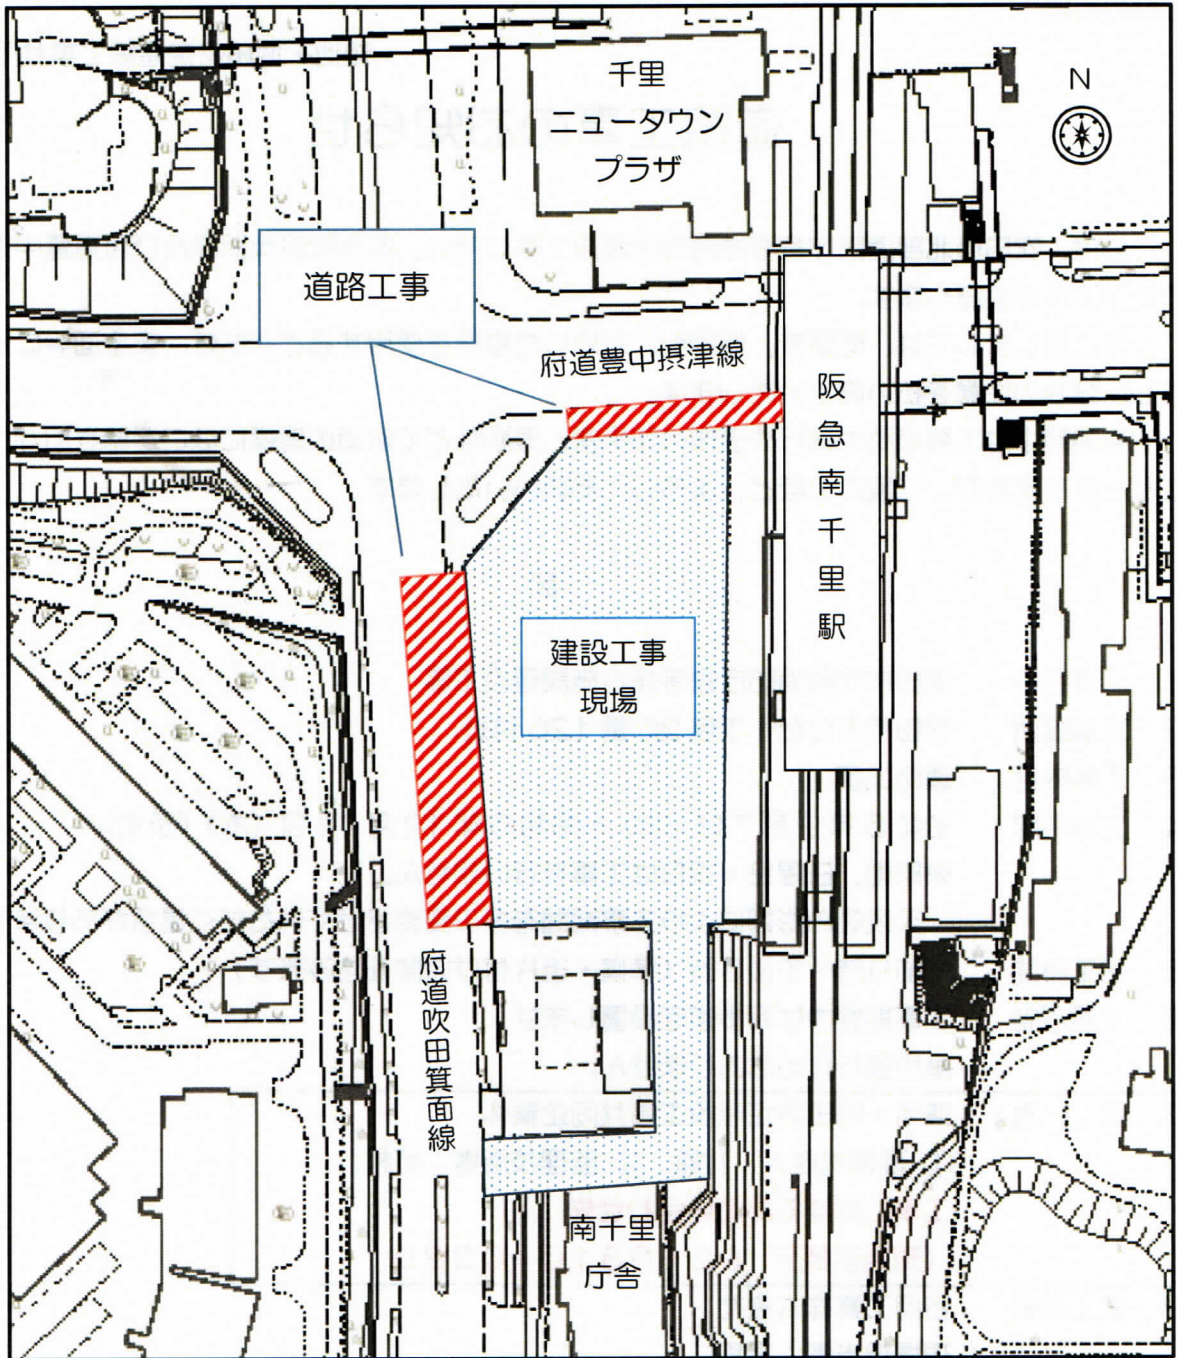 千里
ニュータウン
プラザ
N
道路工事
府道豊中摂津線
阪急南千里駅
建設工事
現場
府道吹田箕面線
南千里
庁舎